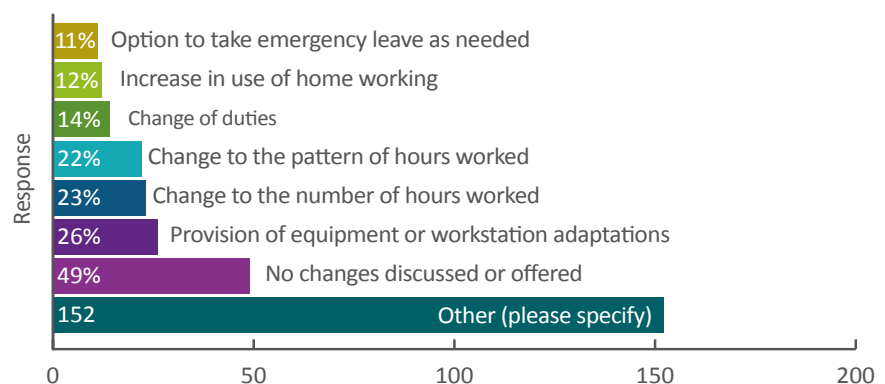 11% Option to take emergency leave as needed
12% Increase in use of home working
14% Change of duties
22% Change to the pattern of hours worked
23% Change to the number of hours worked
26% Provision of equipment or workstation adaptations
49% No changes discussed or offered
152 Other (please specify)
Response
0 50 100 150 200